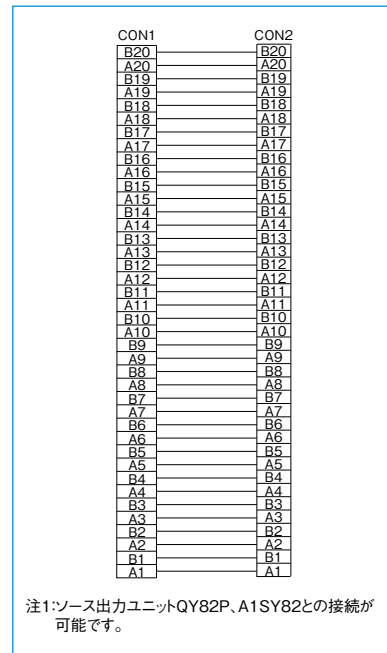 CON1 CON2
B20 B20
A20 A20
B19 B19
A19 A19
B18 B18
A18 A18
B17 B17
A17 A17
B16 B16
A16 A16
B15 B15
A15 A15
B14 B14
A14 A14
B13 B13
A13 A13
B12 B12
A12 A12
B11 B11
A11 A11
B10 B10
A10 A10
B9 B9
A9 A9
B8 B8
A8 A8
B7 B7
A7 A7
B6 B6
A6 A6
B5 B5
A5 A5
B4 B4
A4 A4
B3 B3
A3 A3
B2 B2
A2 A2
B1 B1
A1 A1
注1:ソース出力ユニットQY82P、A1SY82との接続が
可能です。